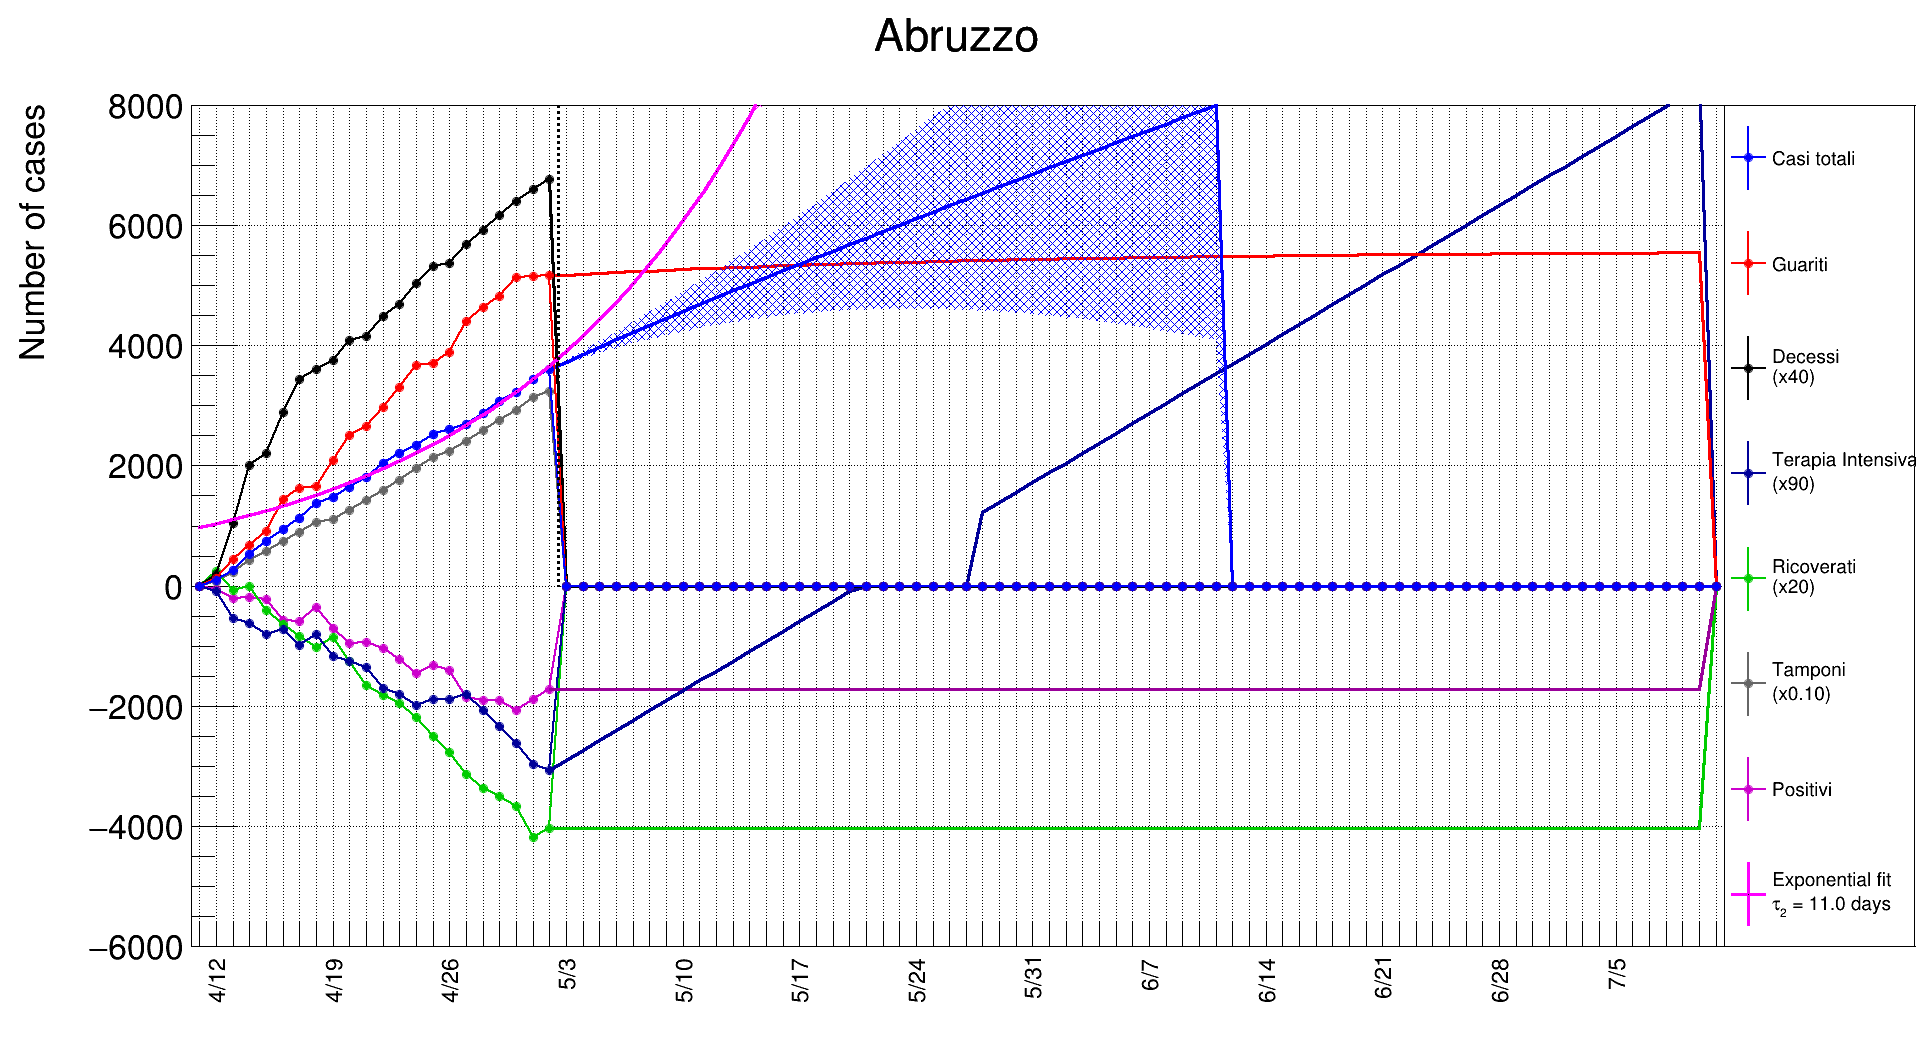 Abruzzo
Number of cases
8000
6000
4000
2000
0
−2000
−4000
−6000
4/12
4/19
4/26
5/3
5/10
5/17
5/24
5/31
6/7
6/14
6/21
6/28
7/5
Casi totali
Guariti
Decessi
(x40)
Terapia Intensiva
(x90)
Ricoverati
(x20)
Tamponi
(x0.10)
Positivi
Exponential fit
τ2 = 11.0 days